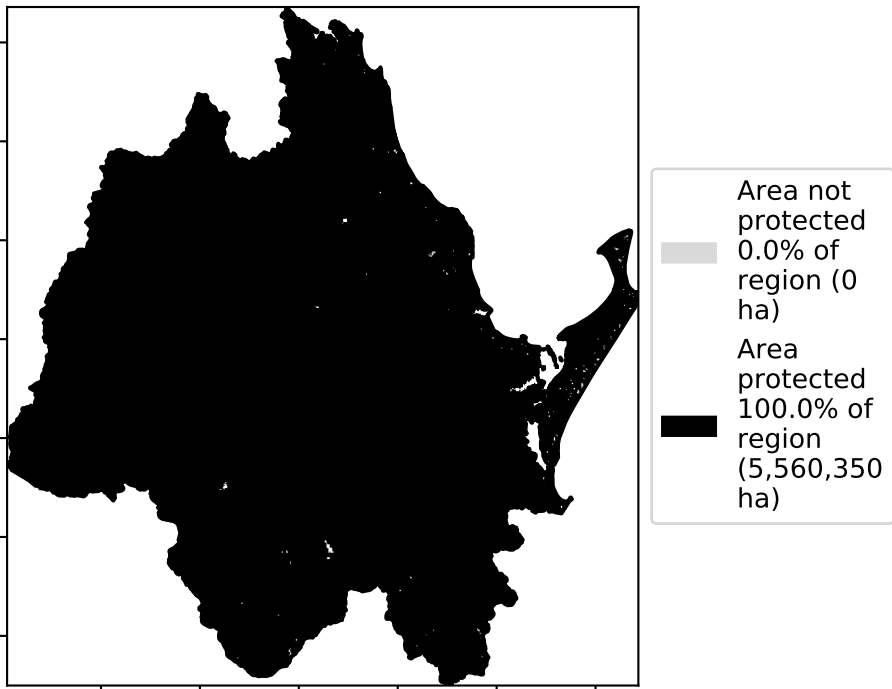 Area not
protected
0.0% of
region (0
ha)
Area
protected
100.0% of
region
(5,560,350
ha)